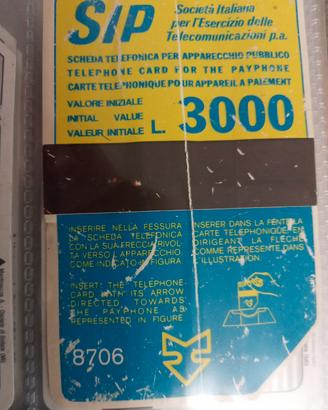 SIP
Società Italiana
per l'Esercizio delle
Telecomunicazioni p.a.
SCHEDA TELEFONICA PER APPARECCHIO PUBBLICO
TELEPHONE CARD FOR THE PAYPHONE
CARTE TELEPHONIQUE POUR APPAREIL A PAIEMENT
VALORE INIZIALE
INITIAL VALUE
VALEUR INITIALE L. 3000
INSERIRE NELLA FESSURA
LA SCHEDA TELEFONICA
CON LA SUA FRECCIA RIVOL-
TA VERSO L'APPARECCHIO
COME INDICATO IN FIGURA
INSERER DANS LA FENTE LA
CARTE TELEPHONIQUE EN
DIRIGEANT LA FLECHE
COMME REPRESENTE DANS
L'ILLUSTRATION.
INSERT THE TELEPHONE
CARD WITH ITS ARROW
DIRECTED TOWARDS
THE PAYPHONE AS
REPRESENTED IN FIGURE
8706